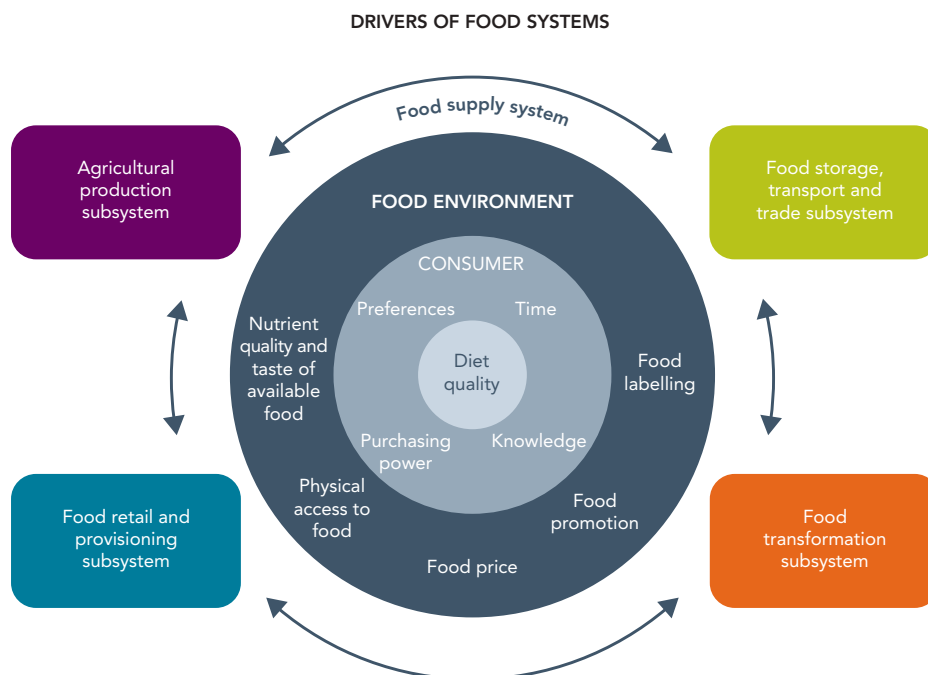 DRIVERS OF FOOD SYSTEMS
Food supply system
Agricultural
production
subsystem
Food storage,
transport and
trade subsystem
FOOD ENVIRONMENT
CONSUMER
Preferences
Time
Nutrient
quality and
taste of
available
food
Diet
quality
Food
labelling
Purchasing
power
Knowledge
Physical
access to
food
Food
promotion
Food price
Food retail and
provisioning
subsystem
Food
transformation
subsystem